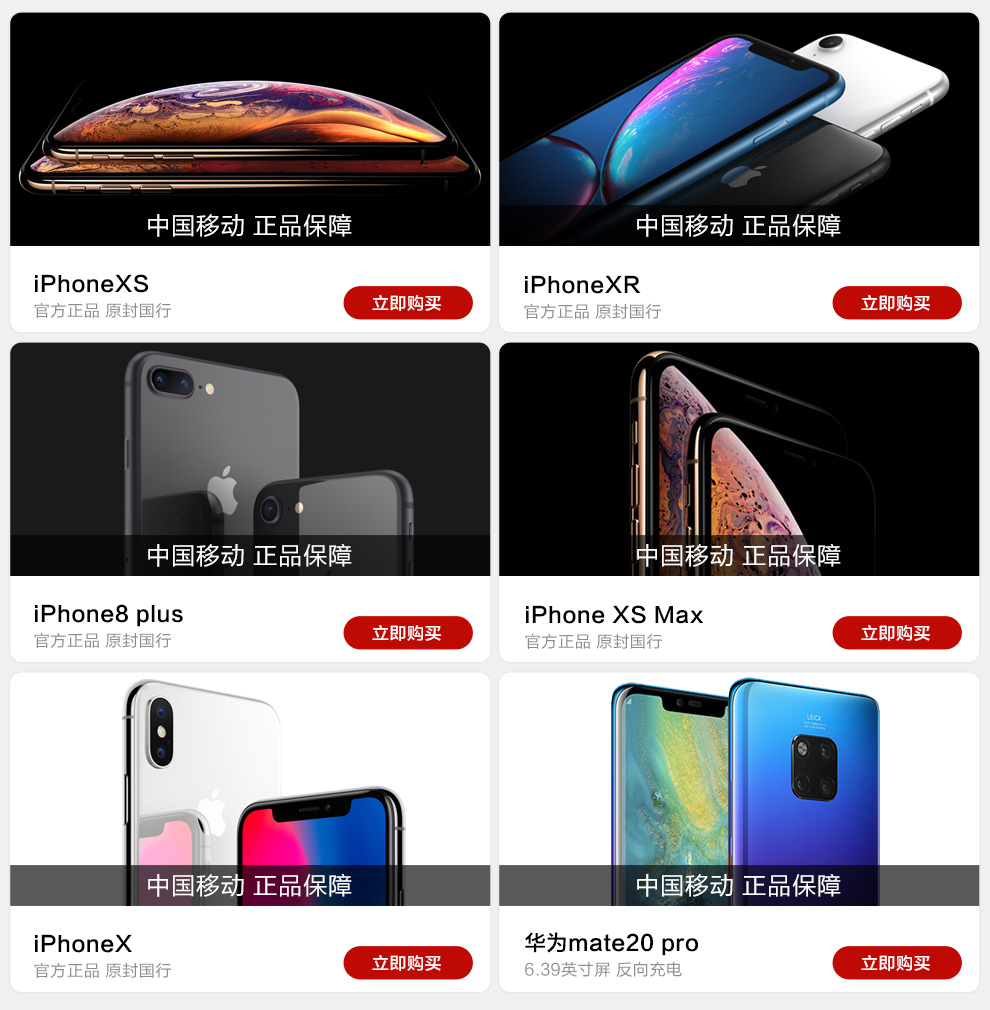 中国移动 正品保障
iPhoneXS
官方正品 原封国行
立即购买
中国移动 正品保障
iPhoneXR
官方正品 原封国行
立即购买
中国移动 正品保障
iPhone8 plus
官方正品 原封国行
立即购买
中国移动 正品保障
iPhone XS Max
官方正品 原封国行
立即购买
中国移动 正品保障
iPhoneX
官方正品 原封国行
立即购买
LEICA
中国移动 正品保障
华为mate20 pro
6.39英寸屏 反向充电
立即购买